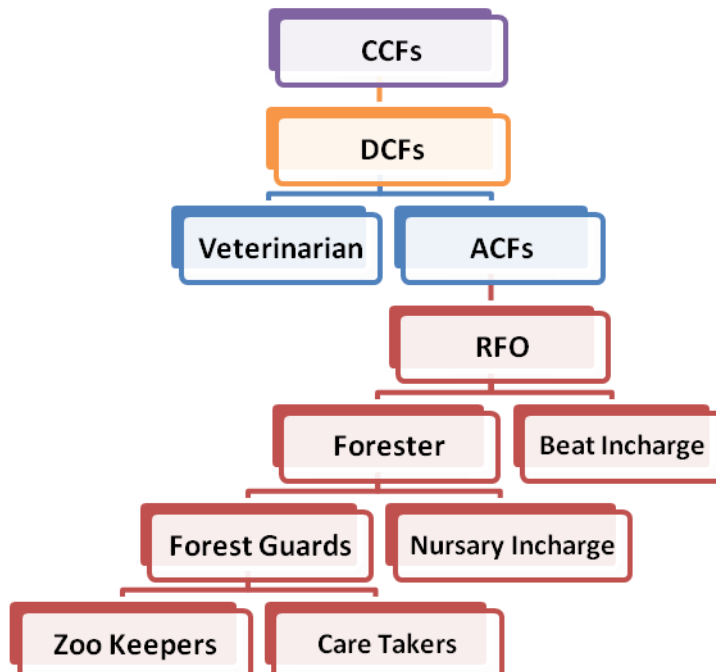 CCFs
DCFs
Veterinarian
ACFs
RFO
Forester
Beat Incharge
Forest Guards
Nursary Incharge
Zoo Keepers
Care Takers